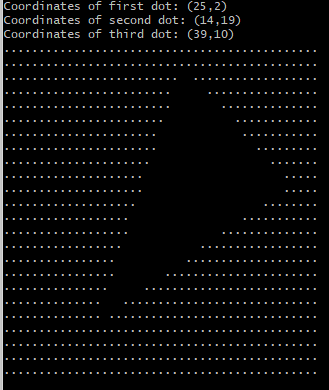 Coordinates of first dot: (25,2)
Coordinates of second dot: (14,19)
Coordinates of third dot: (39,10)